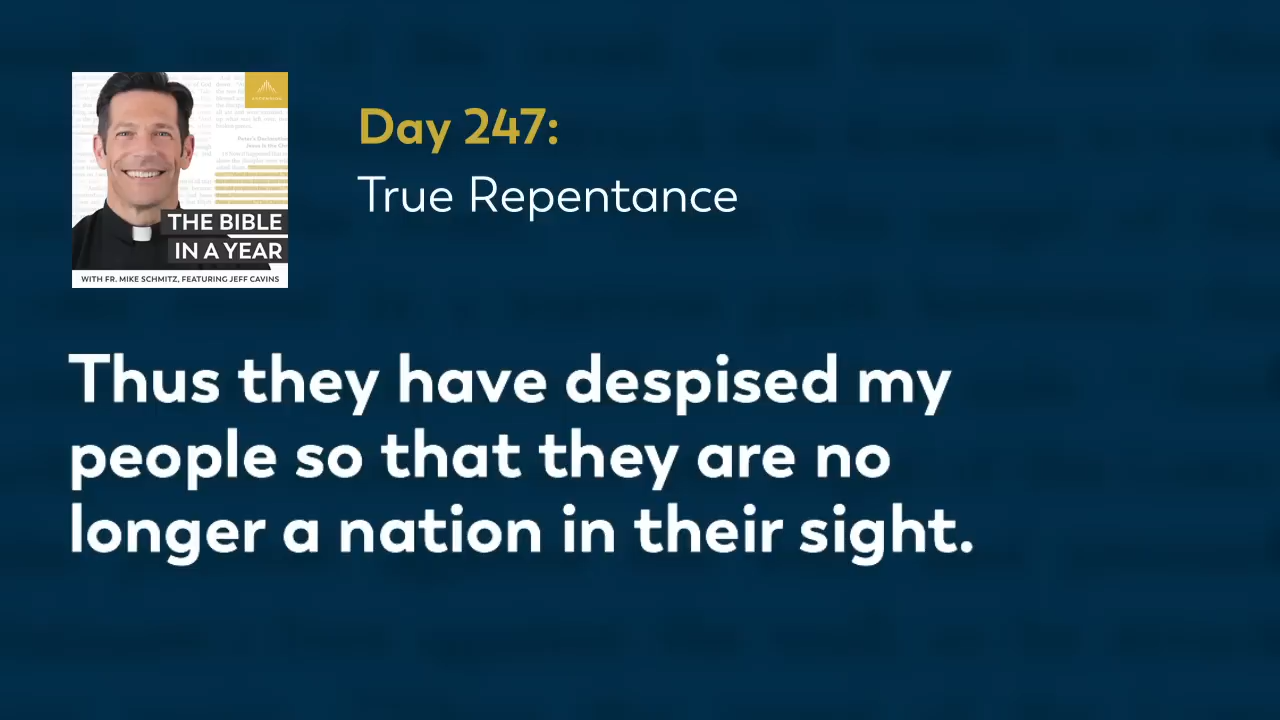 Day 247:
True Repentance
THE BIBLE
IN A YEAR
WITH FR. MIKE SCHMITZ, FEATURING JEFF CAVINS
Thus they have despised my
people so that they are no
longer a nation in their sight.